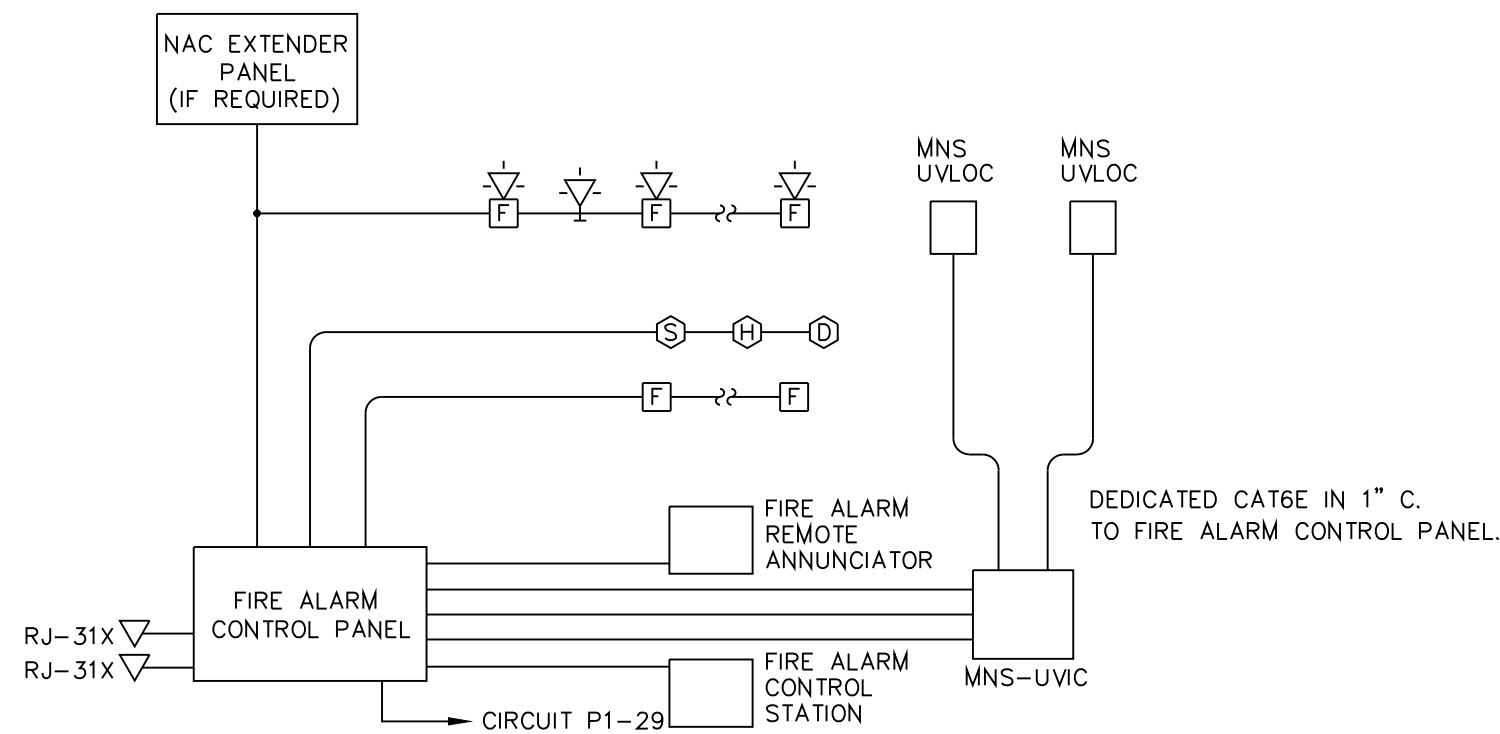 NAC EXTENDER
PANEL
(IF REQUIRED)
MNS
UVLOC
MNS
UVLOC
F
F
F
S
H
D
F
F
DEDICATED CAT6E IN 1" C.
TO FIRE ALARM CONTROL PANEL.
FIRE ALARM
REMOTE
ANNUNCIATOR
FIRE ALARM
CONTROL PANEL
RJ-31X
RJ-31X
FIRE ALARM
CONTROL
STATION
MNS-UVIC
CIRCUIT P1-29